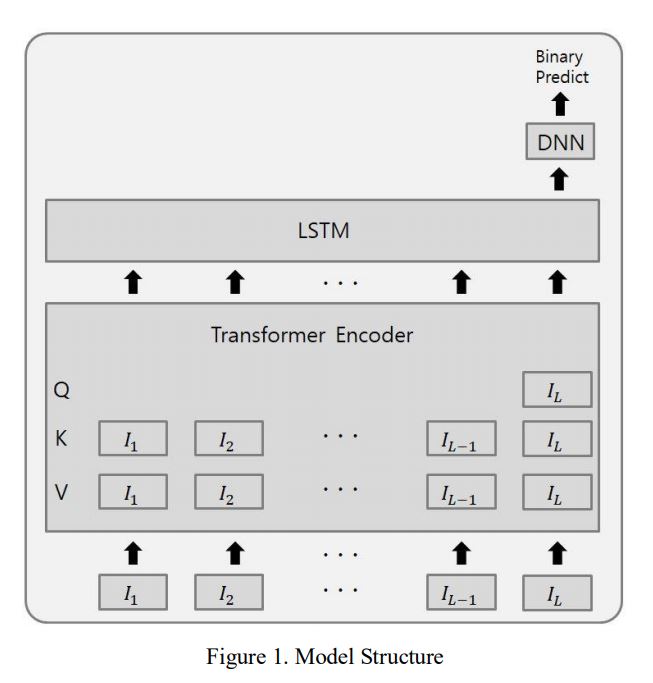 Binary
Predict
DNN
LSTM
· · ·
Transformer Encoder
Q I_L
K I_1 I_2 · · · I_{L-1} I_L
V I_1 I_2 · · · I_{L-1} I_L
· · ·
I_1 I_2 · · · I_{L-1} I_L
Figure 1. Model Structure